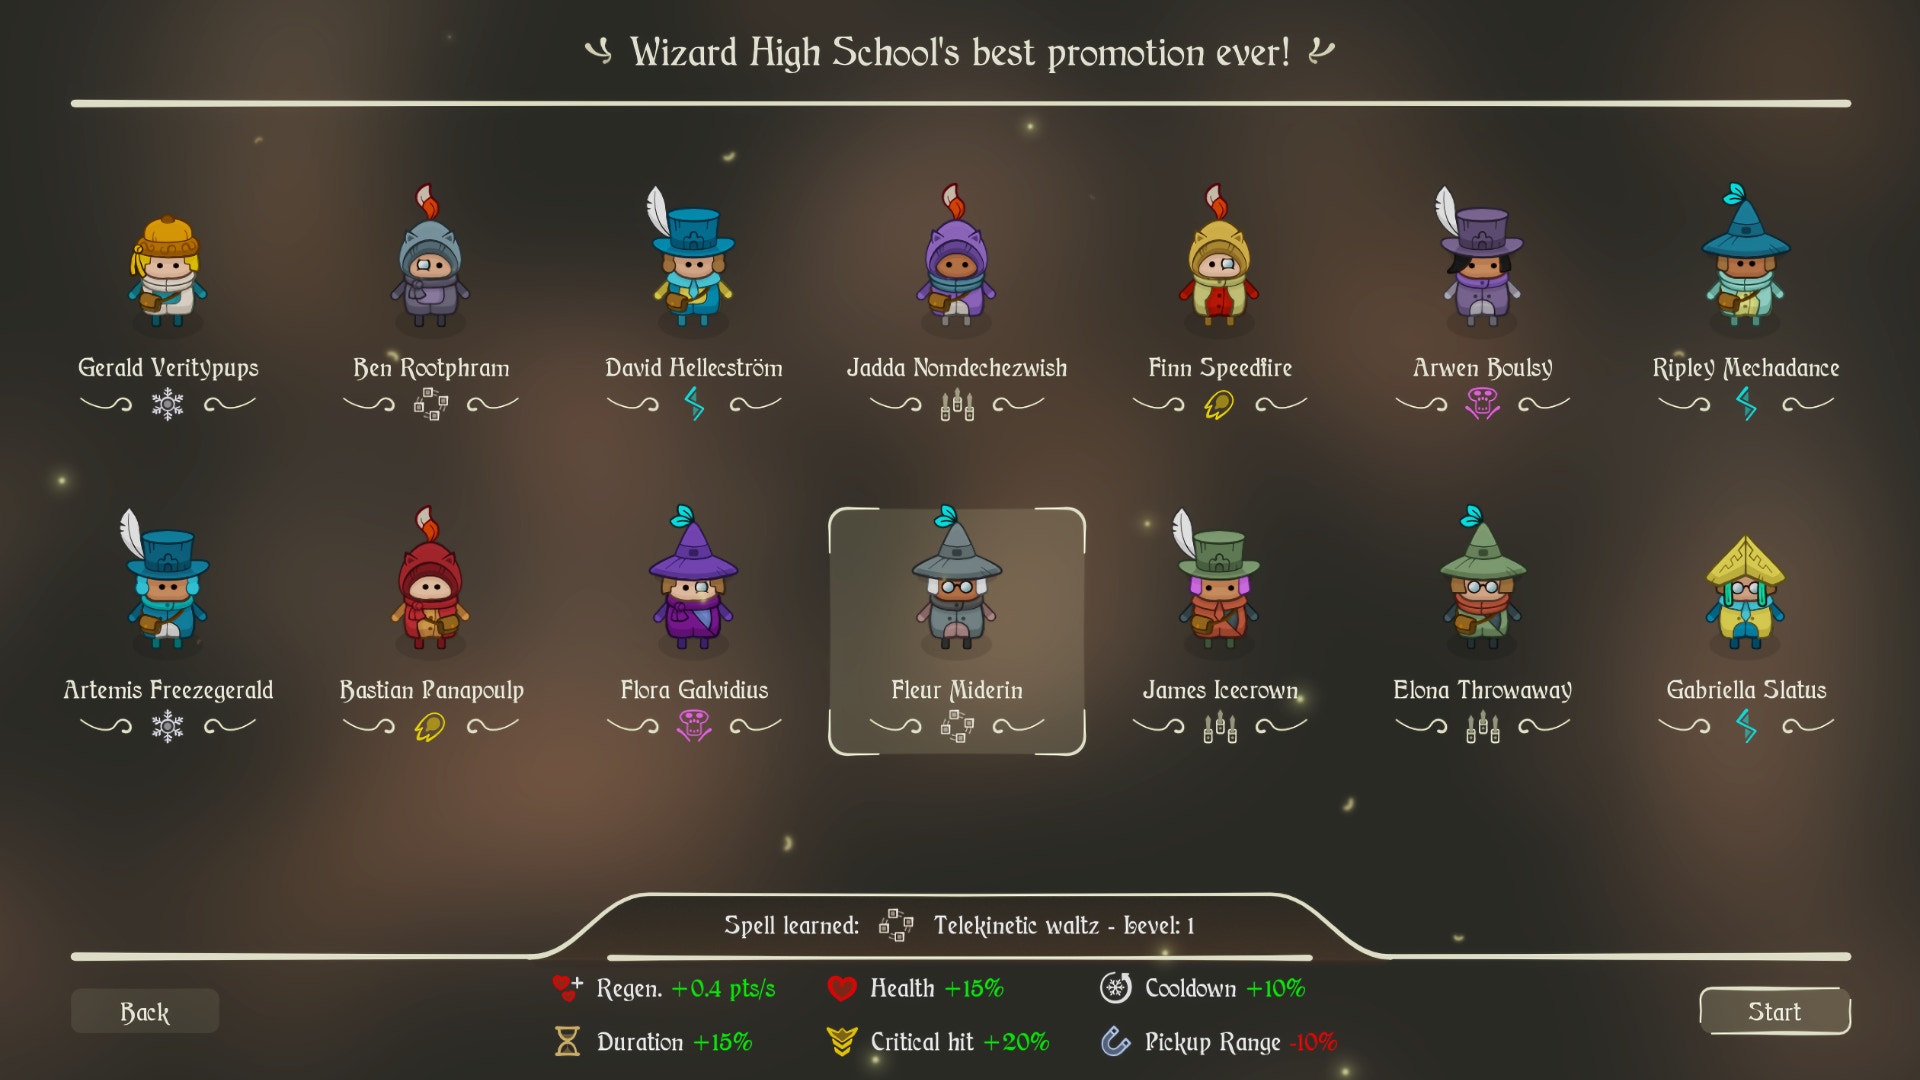 Wizard High School's best promotion ever!
Gerald Veritypups
Ben Rootphram
David Hellecström
Jadda Nomdechezwish
Finn Speedfire
Arwen Boulsy
Ripley Mechadance
Artemis Freezegerald
Bastian Panapoulp
Flora Galvidius
Fleur Miderin
James Icecrown
Elona Throwaway
Gabriella Slatus
Spell learned: Telekinetic waltz - Level: 1
Regen. +0.4 pts/s Health +15% Cooldown +10%
Duration +15% Critical hit +20% Pickup Range -10%
Back
Start